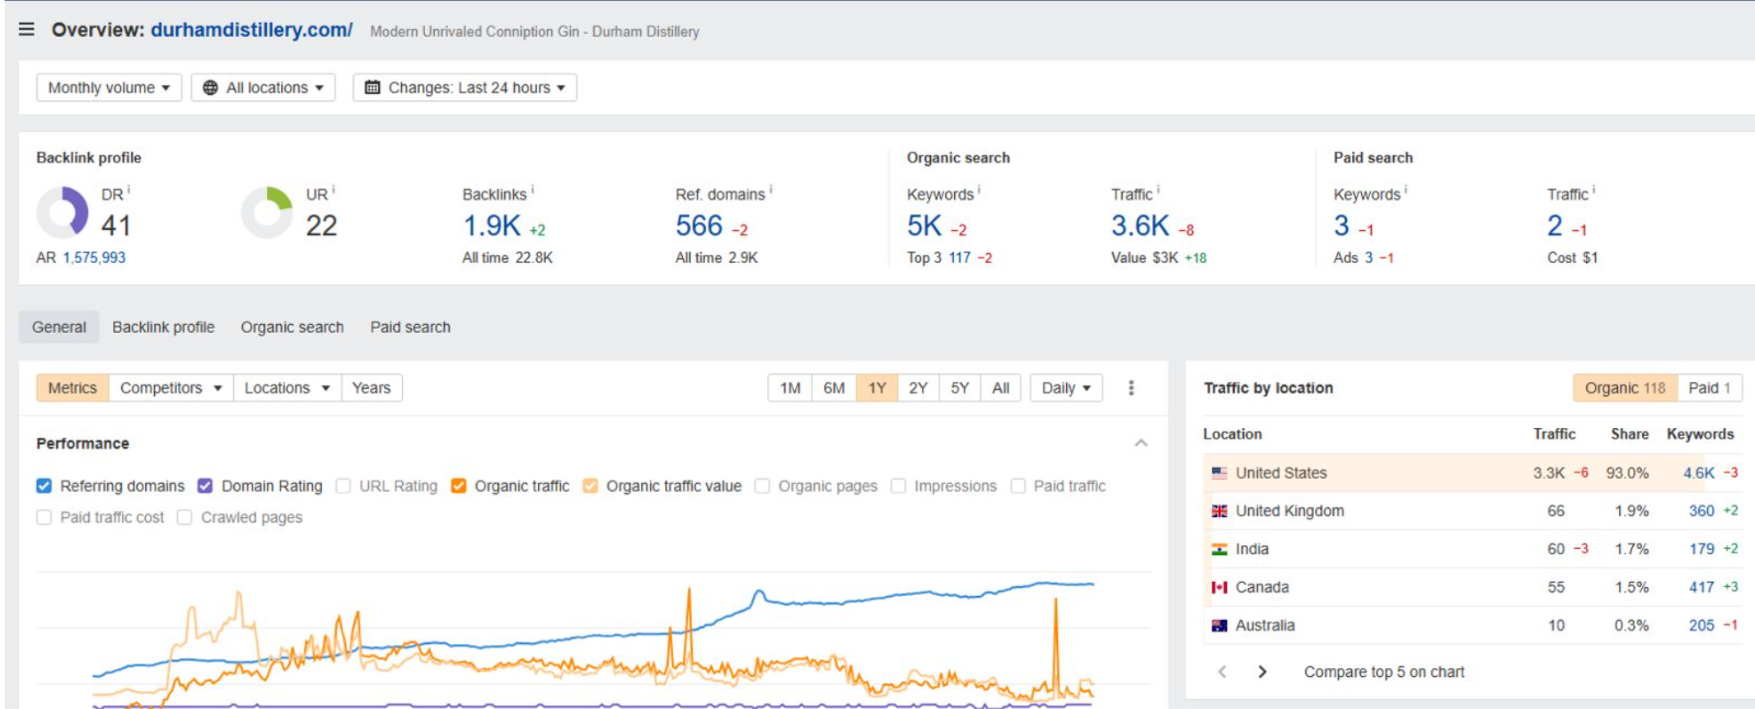 Overview: durhamdistillery.com/ Modern Unrivaled Conniption Gin - Durham Distillery
Monthly volume All locations Changes: Last 24 hours
Backlink profile Organic search Paid search
DR i UR i Backlinks i Ref. domains i Keywords i Traffic i Keywords i Traffic i
41 22 1.9K +2 566 −2 5K −2 3.6K −8 3 −1 2 −1
AR 1,575,993 All time 22.8K All time 2.9K Top 3 117 −2 Value $3K +18 Ads 3 −1 Cost $1
General Backlink profile Organic search Paid search
Metrics Competitors Locations Years 1M 6M 1Y 2Y 5Y All Daily
Performance
Referring domains Domain Rating URL Rating Organic traffic Organic traffic value Organic pages Impressions Paid traffic
Paid traffic cost Crawled pages
Traffic by location Organic 118 Paid 1
Location Traffic Share Keywords
United States 3.3K −6 93.0% 4.6K −3
United Kingdom 66 1.9% 360 +2
India 60 −3 1.7% 179 +2
Canada 55 1.5% 417 +3
Australia 10 0.3% 205 −1
Compare top 5 on chart